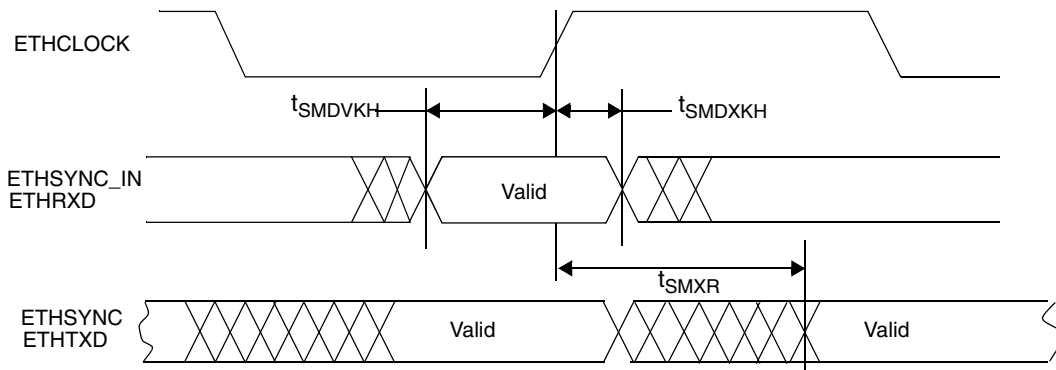 ETHCLOCK
tSMDVKH
tSMDXKH
ETHSYNC_IN
ETHRXD
Valid
tSMXR
ETHSYNC
ETHTXD
Valid
Valid